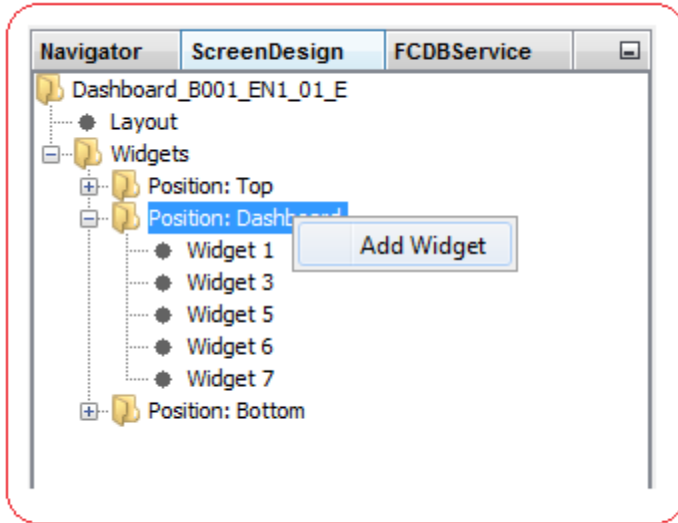 Navigator ScreenDesign FCDBService
Dashboard_B001_EN1_01_E
Layout
Widgets
Position: Top
Position: Dashboard
Add Widget
Widget 1
Widget 3
Widget 5
Widget 6
Widget 7
Position: Bottom